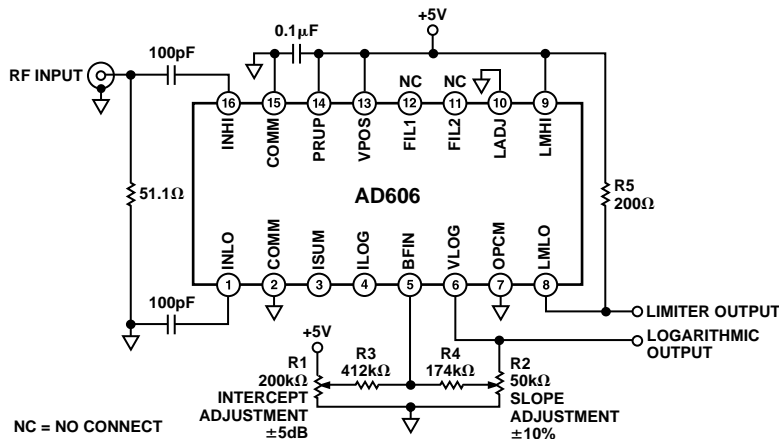 +5V
0.1μF
100pF
RF INPUT
NC
NC
16
15
14
13
12
11
10
9
INHI
COMM
PRUP
VPOS
FIL1
FIL2
LADJ
LMHI
51.1Ω
AD606
R5
200Ω
INLO
COMM
ISUM
ILOG
BFIN
VLOG
OPCM
LMLO
1
2
3
4
5
6
7
8
100pF
LIMITER OUTPUT
LOGARITHMIC
OUTPUT
+5V
R1
200kΩ
INTERCEPT
ADJUSTMENT
±5dB
R3
412kΩ
R4
174kΩ
R2
50kΩ
SLOPE
ADJUSTMENT
±10%
NC = NO CONNECT